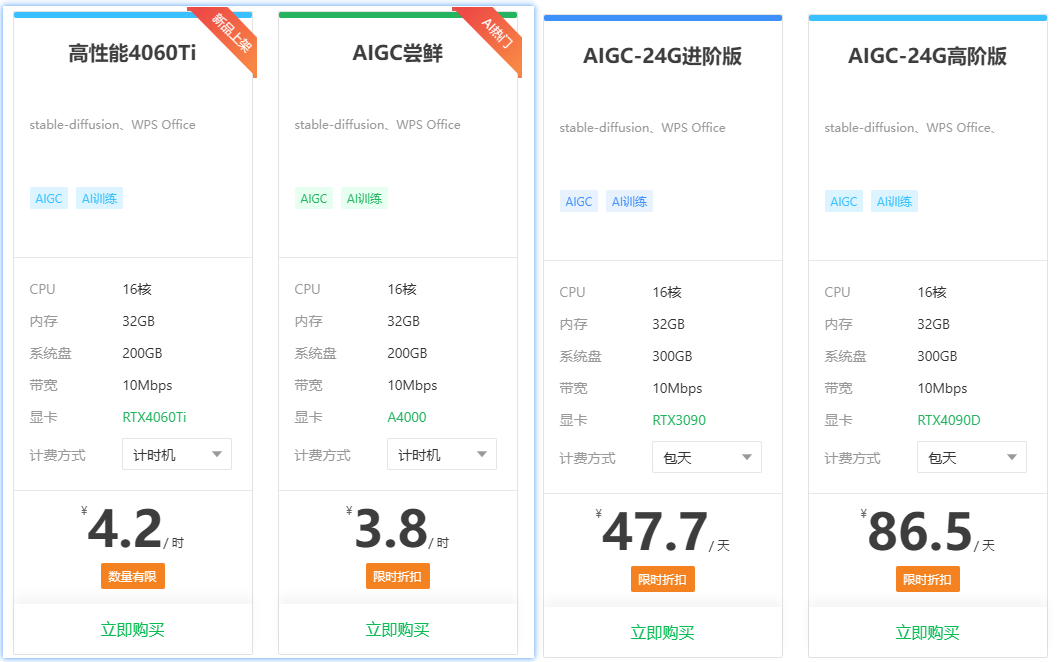 高性能4060Ti
新品上架
stable-diffusion、WPS Office
AIGC
AI训练
CPU 16核
内存 32GB
系统盘 200GB
带宽 10Mbps
显卡 RTX4060Ti
计费方式 计时机
¥4.2/ 时
数量有限
立即购买
AIGC尝鲜
AI热门
stable-diffusion、WPS Office
AIGC
AI训练
CPU 16核
内存 32GB
系统盘 200GB
带宽 10Mbps
显卡 A4000
计费方式 计时机
¥3.8/ 时
限时折扣
立即购买
AIGC-24G进阶版
stable-diffusion、WPS Office
AIGC
AI训练
CPU 16核
内存 32GB
系统盘 300GB
带宽 10Mbps
显卡 RTX3090
计费方式 包天
¥47.7/ 天
限时折扣
立即购买
AIGC-24G高阶版
stable-diffusion、WPS Office、
AIGC
AI训练
CPU 16核
内存 32GB
系统盘 300GB
带宽 10Mbps
显卡 RTX4090D
计费方式 包天
¥86.5/ 天
限时折扣
立即购买